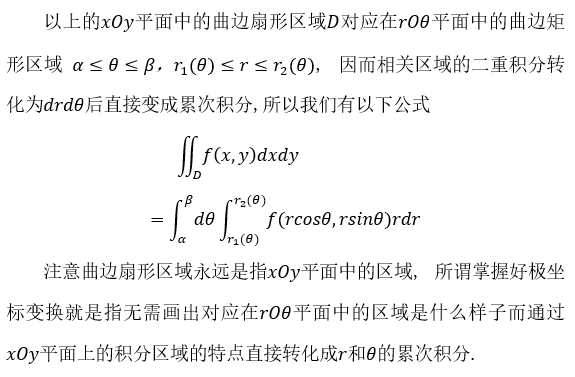 以上的xOy平面中的曲边扇形区域D对应在rOθ平面中的曲边矩
形区域 α ≤ θ ≤ β，r₁(θ) ≤ r ≤ r₂(θ)， 因而相关区域的二重积分转
化为drdθ后直接变成累次积分,所以我们有以下公式
∬_D f(x, y)dxdy
= ∫_α^β dθ ∫_{r₁(θ)}^{r₂(θ)} f(rcosθ, rsinθ)rdr
注意曲边扇形区域永远是指xOy平面中的区域， 所谓掌握好极坐
标变换就是指无需画出对应在rOθ平面中的区域是什么样子而通过
xOy平面上的积分区域的特点直接转化成r和θ的累次积分.